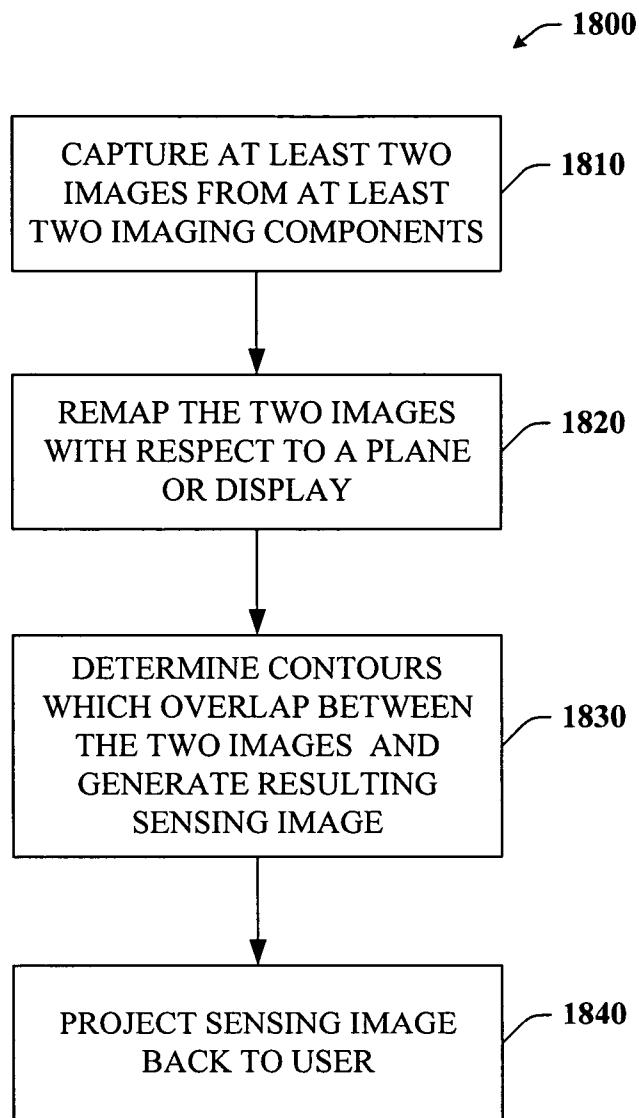 1800
CAPTURE AT LEAST TWO
IMAGES FROM AT LEAST
TWO IMAGING COMPONENTS
1810
REMAP THE TWO IMAGES
WITH RESPECT TO A PLANE
OR DISPLAY
1820
DETERMINE CONTOURS
WHICH OVERLAP BETWEEN
THE TWO IMAGES AND
GENERATE RESULTING
SENSING IMAGE
1830
PROJECT SENSING IMAGE
BACK TO USER
1840